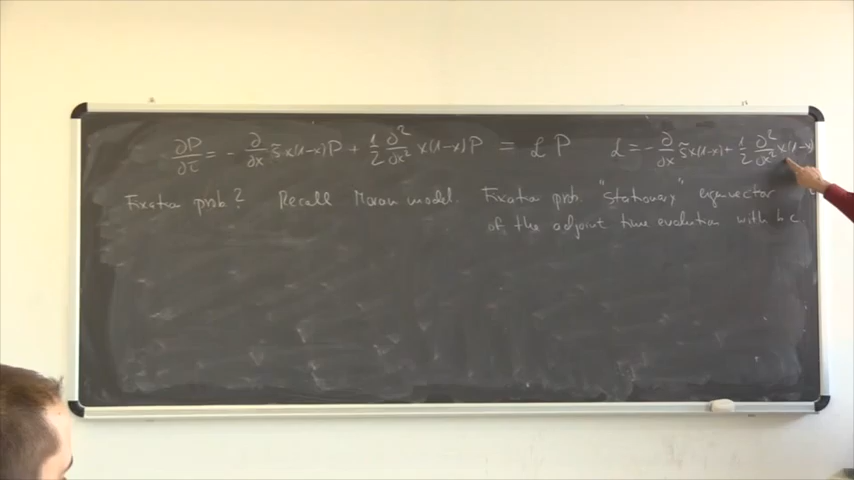 ∂P/∂τ = - ∂/∂x s̃ x(1-x)P + 1/2 ∂²/∂x² x(1-x)P = ℒ P ℒ = - ∂/∂x s̃ x(1-x) + 1/2 ∂²/∂x² x(1-x)
Fixation prob? Recall Moran model. Fixation prob. "stationary" eigenvector
of the adjoint time evolution with b.c.